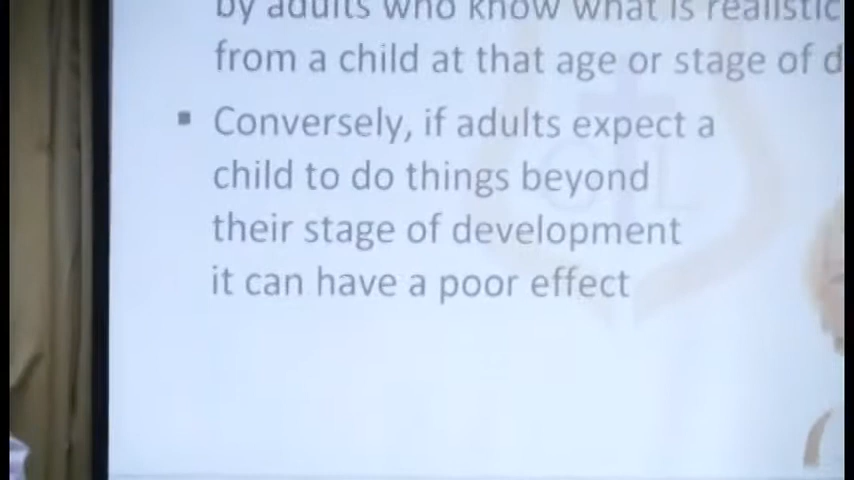 by adults who know what is realistic
from a child at that age or stage of
▪ Conversely, if adults expect a
child to do things beyond
their stage of development
it can have a poor effect